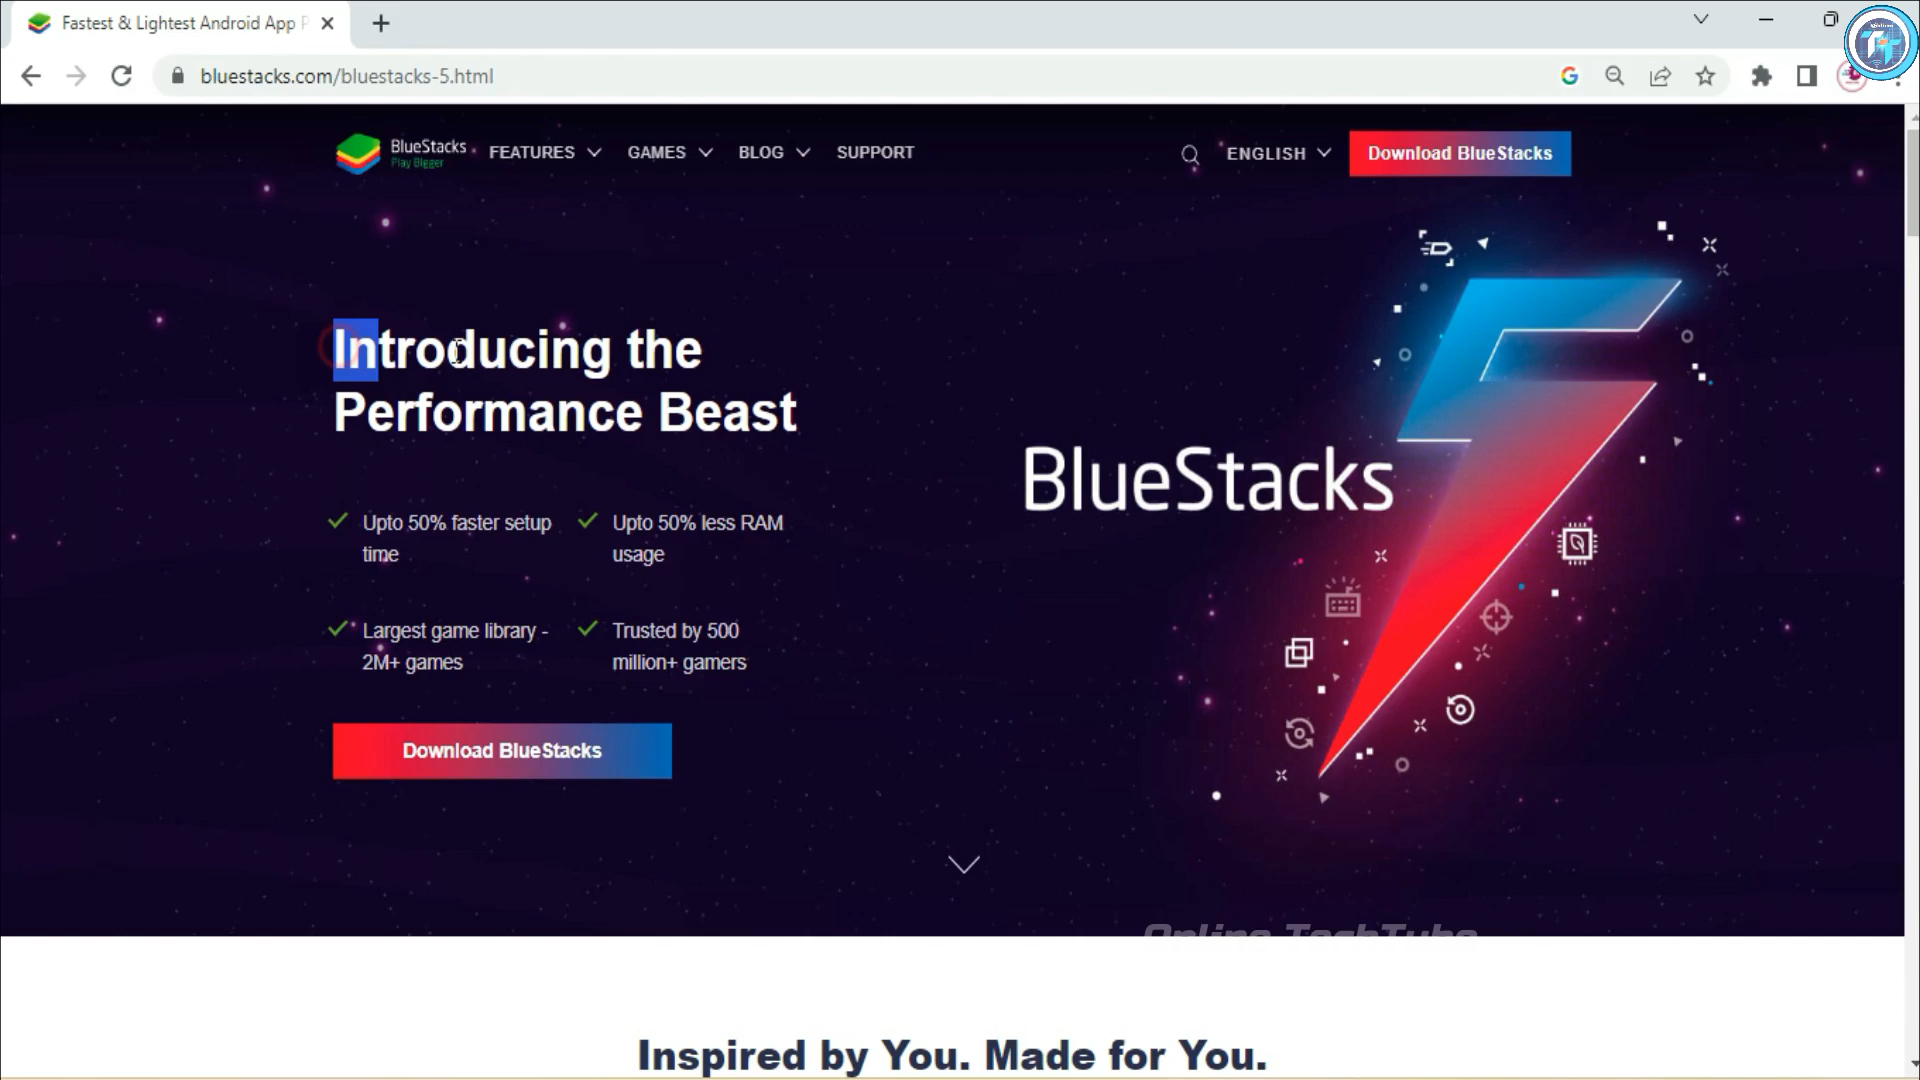 Fastest & Lightest Android App P
bluestacks.com/bluestacks-5.html
BlueStacks
Play Bigger
FEATURES
GAMES
BLOG
SUPPORT
ENGLISH
Download BlueStacks
Introducing the
Performance Beast
Upto 50% faster setup
time
Upto 50% less RAM
usage
Largest game library -
2M+ games
Trusted by 500
million+ gamers
Download BlueStacks
BlueStacks
Online TechTube
Inspired by You. Made for You.